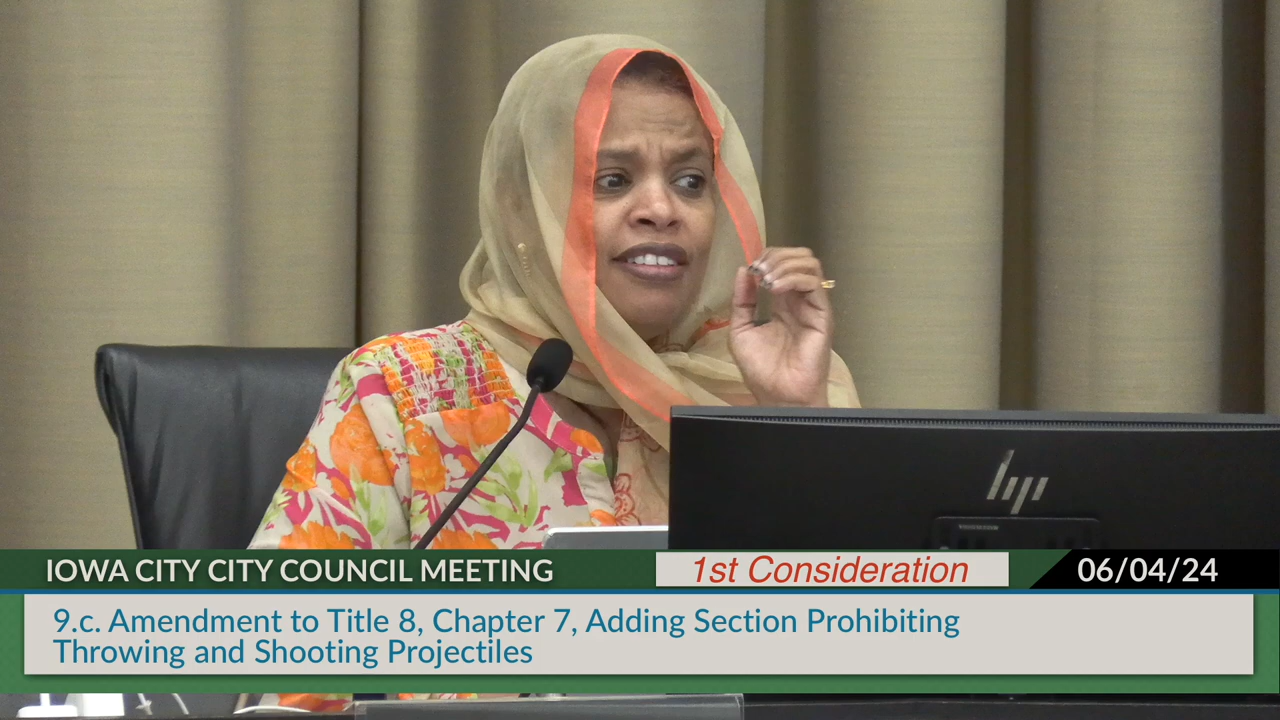 hp
IOWA CITY CITY COUNCIL MEETING
1st Consideration
06/04/24
9.c. Amendment to Title 8, Chapter 7, Adding Section Prohibiting
Throwing and Shooting Projectiles